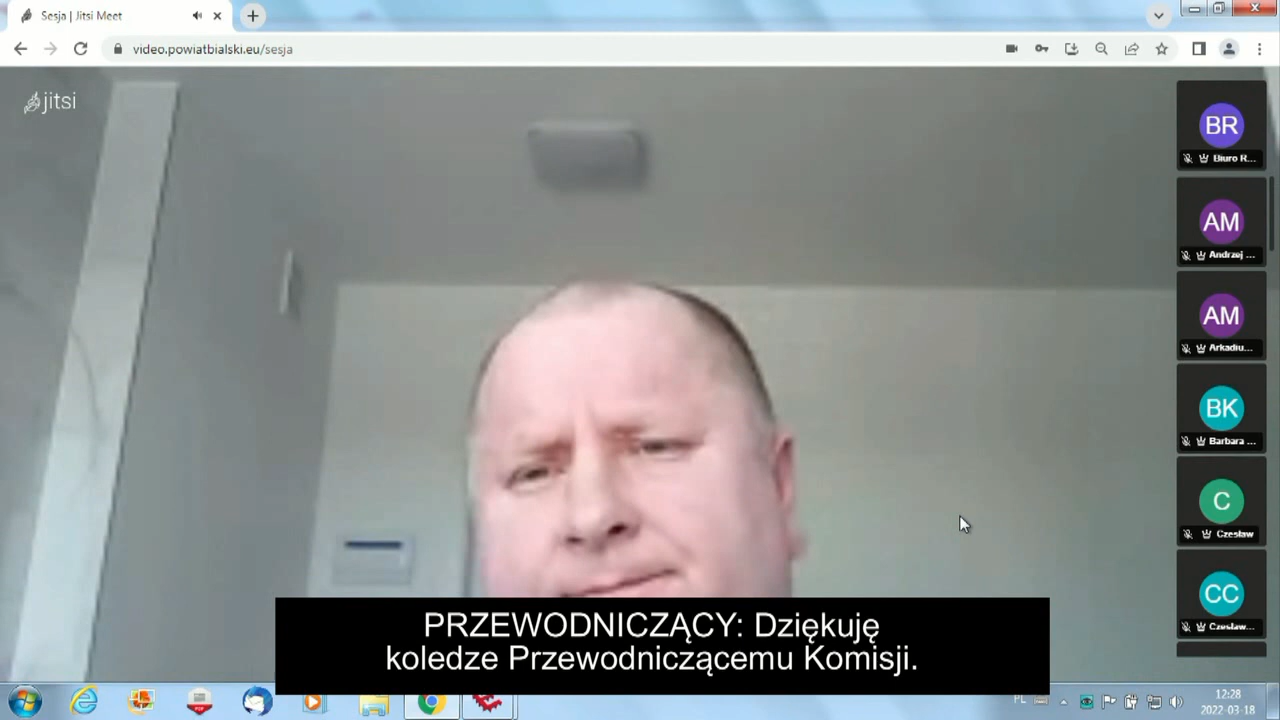 Sesja | Jitsi Meet
video.powiatbialski.eu/sesja
jitsi
BR
Biuro R...
AM
Andrzej ...
AM
Arkadiu...
BK
Barbara ...
C
Czesław
CC
Czesław...
PRZEWODNICZĄCY: Dziękuję
koledze Przewodniczącemu Komisji.
PL
12:28
2022-03-18